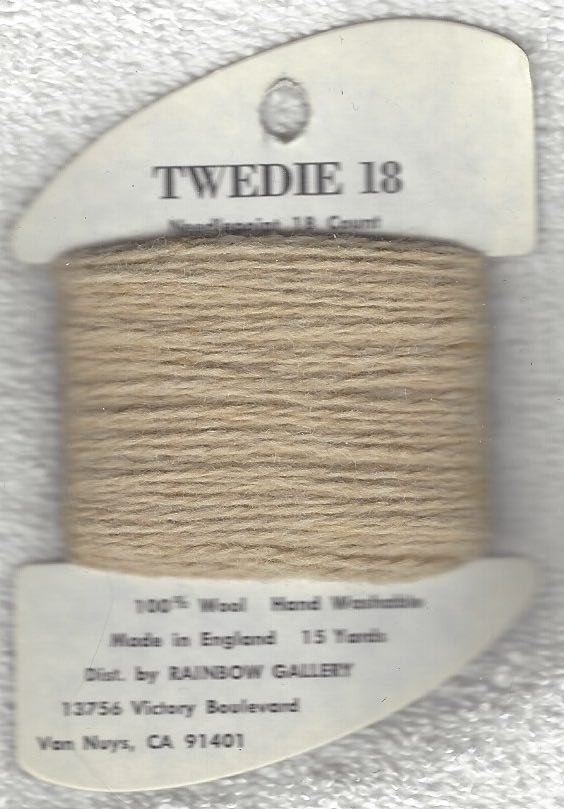 TWEDIE 18
Needlepoint 18 Count
100% Wool Hand Washable
Made in England 15 Yards
Dist. by RAINBOW GALLERY
13756 Victory Boulevard
Van Nuys, CA 91401